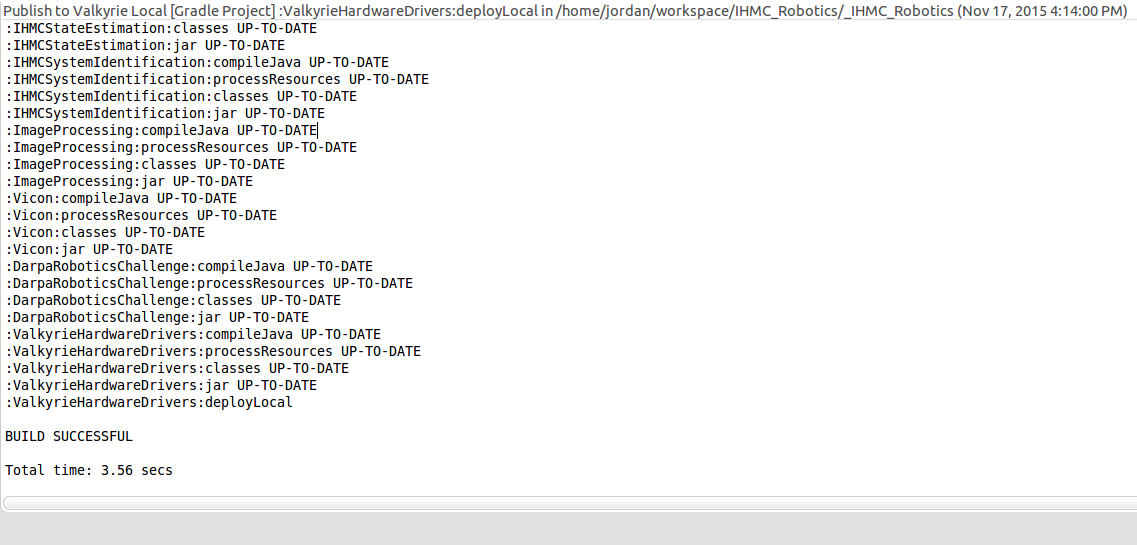 Publish to Valkyrie Local [Gradle Project] :ValkyrieHardwareDrivers:deployLocal in /home/jordan/workspace/IHMC_Robotics/_IHMC_Robotics (Nov 17, 2015 4:14:00 PM)
:IHMCStateEstimation:classes UP-TO-DATE
:IHMCStateEstimation:jar UP-TO-DATE
:IHMCSystemIdentification:compileJava UP-TO-DATE
:IHMCSystemIdentification:processResources UP-TO-DATE
:IHMCSystemIdentification:classes UP-TO-DATE
:IHMCSystemIdentification:jar UP-TO-DATE
:ImageProcessing:compileJava UP-TO-DATE
:ImageProcessing:processResources UP-TO-DATE
:ImageProcessing:classes UP-TO-DATE
:ImageProcessing:jar UP-TO-DATE
:Vicon:compileJava UP-TO-DATE
:Vicon:processResources UP-TO-DATE
:Vicon:classes UP-TO-DATE
:Vicon:jar UP-TO-DATE
:DarpaRoboticsChallenge:compileJava UP-TO-DATE
:DarpaRoboticsChallenge:processResources UP-TO-DATE
:DarpaRoboticsChallenge:classes UP-TO-DATE
:DarpaRoboticsChallenge:jar UP-TO-DATE
:ValkyrieHardwareDrivers:compileJava UP-TO-DATE
:ValkyrieHardwareDrivers:processResources UP-TO-DATE
:ValkyrieHardwareDrivers:classes UP-TO-DATE
:ValkyrieHardwareDrivers:jar UP-TO-DATE
:ValkyrieHardwareDrivers:deployLocal
BUILD SUCCESSFUL
Total time: 3.56 secs